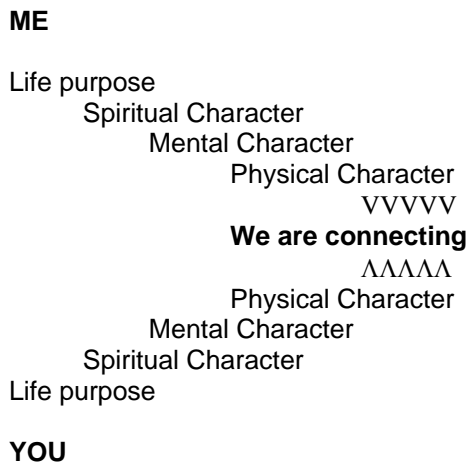 ME
Life purpose
Spiritual Character
Mental Character
Physical Character
VVVVV
We are connecting
ΛΛΛΛΛ
Physical Character
Mental Character
Spiritual Character
Life purpose
YOU